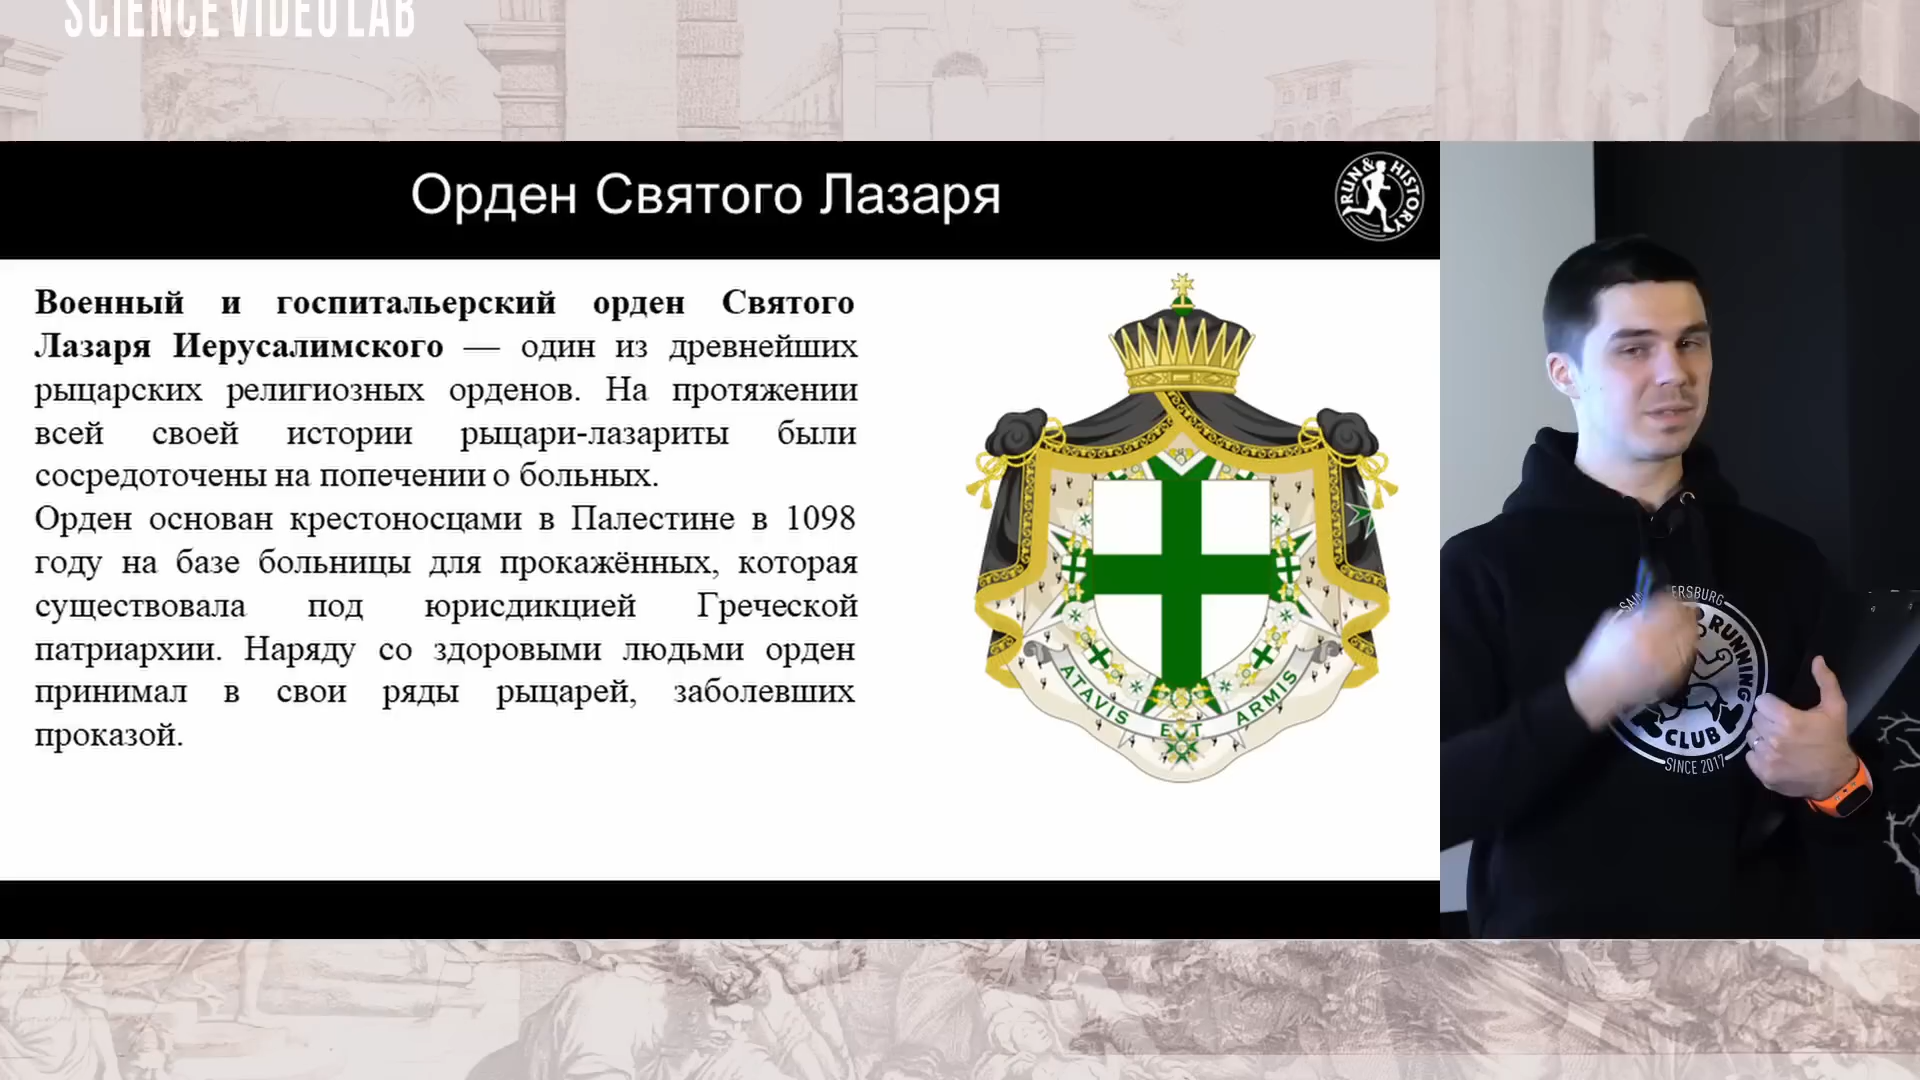 SCIENCE VIDEO LAB
Орден Святого Лазаря
RUN & HISTORY
Военный и госпитальерский орден Святого
Лазаря Иерусалимского — один из древнейших
рыцарских религиозных орденов. На протяжении
всей своей истории рыцари-лазариты были
сосредоточены на попечении о больных.
Орден основан крестоносцами в Палестине в 1098
году на базе больницы для прокажённых, которая
существовала под юрисдикцией Греческой
патриархии. Наряду со здоровыми людьми орден
принимал в свои ряды рыцарей, заболевших
проказой.
ATAVIS ET ARMIS
RUNNING
CLUB
SINCE 2017